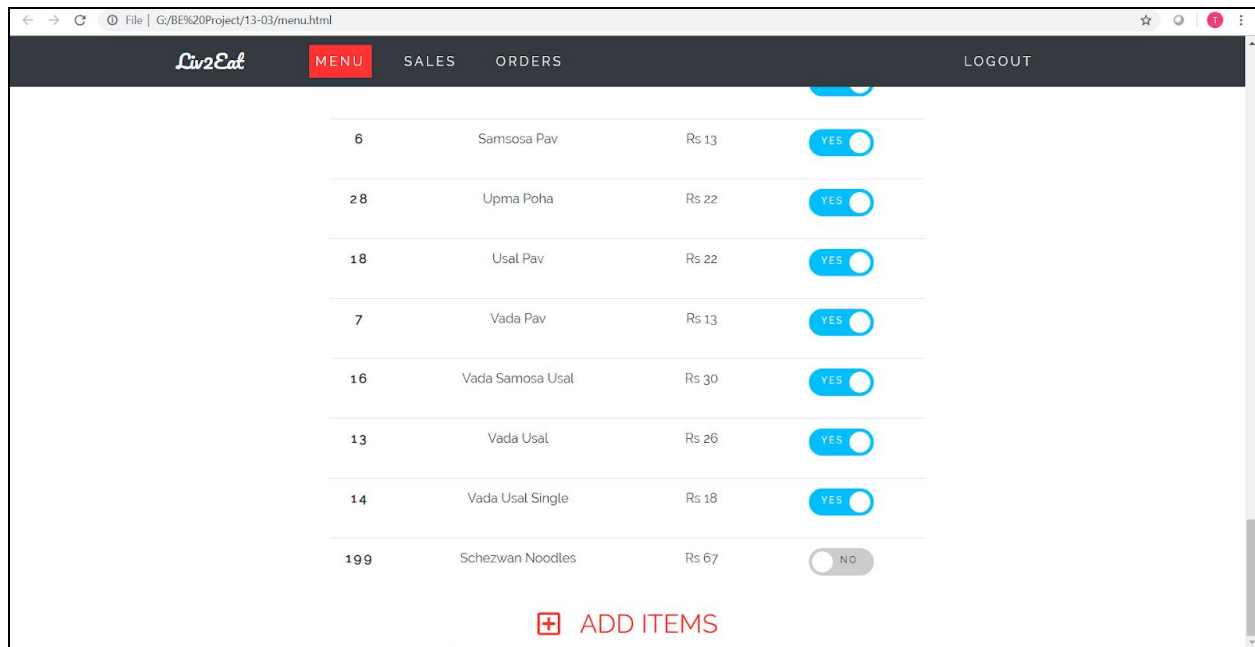 File | G:/BE%20Project/13-03/menu.html
T
Liv2Eat MENU SALES ORDERS LOGOUT
6 Samsosa Pav Rs 13 YES
28 Upma Poha Rs 22 YES
18 Usal Pav Rs 22 YES
7 Vada Pav Rs 13 YES
16 Vada Samosa Usal Rs 30 YES
13 Vada Usal Rs 26 YES
14 Vada Usal Single Rs 18 YES
199 Schezwan Noodles Rs 67 NO
ADD ITEMS